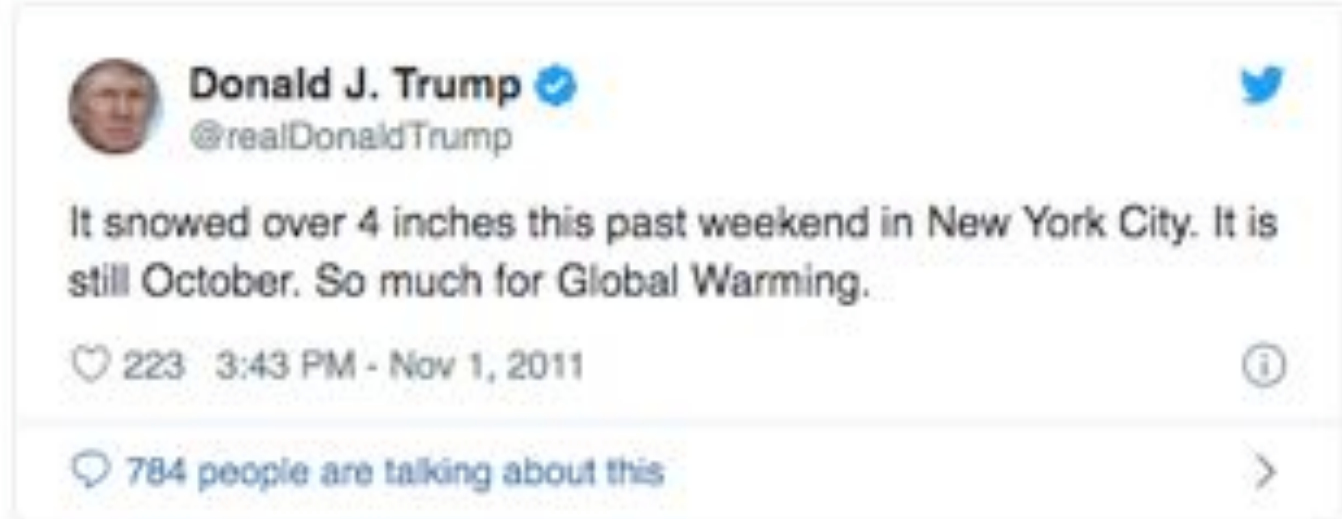 Donald J. Trump
@realDonaldTrump
It snowed over 4 inches this past weekend in New York City. It is
still October. So much for Global Warming.
223 3:43 PM - Nov 1, 2011
784 people are talking about this